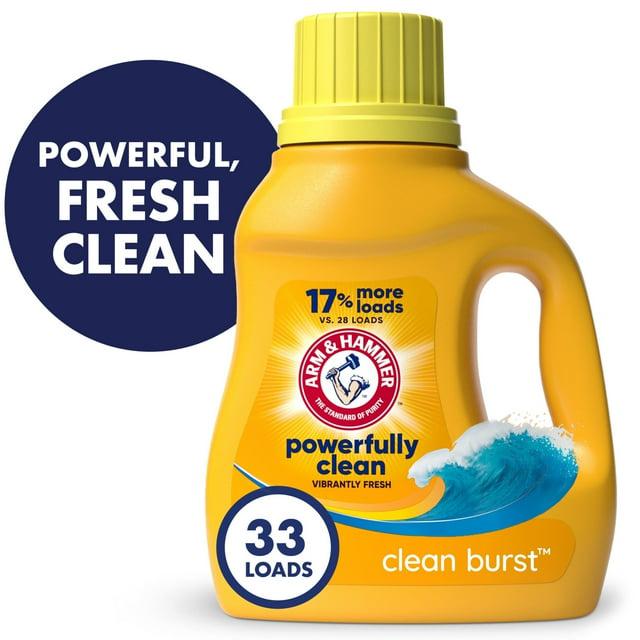 POWERFUL,
FRESH
CLEAN
17% more
loads
VS. 28 LOADS
ARM & HAMMER
THE STANDARD OF PURITY
™
powerfully
clean
VIBRANTLY FRESH
33
LOADS
clean burst™